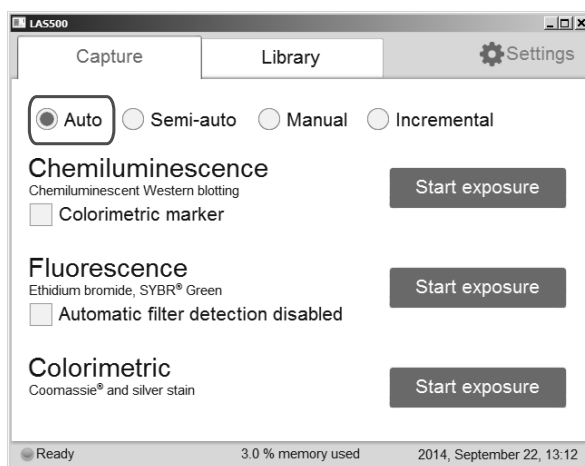 LAS500
Capture Library Settings
Auto Semi-auto Manual Incremental
Chemiluminescence
Chemiluminescent Western blotting
Start exposure
Colorimetric marker
Fluorescence
Ethidium bromide, SYBR® Green
Start exposure
Automatic filter detection disabled
Colorimetric
Coomassie® and silver stain
Start exposure
Ready 3.0 % memory used 2014, September 22, 13:12